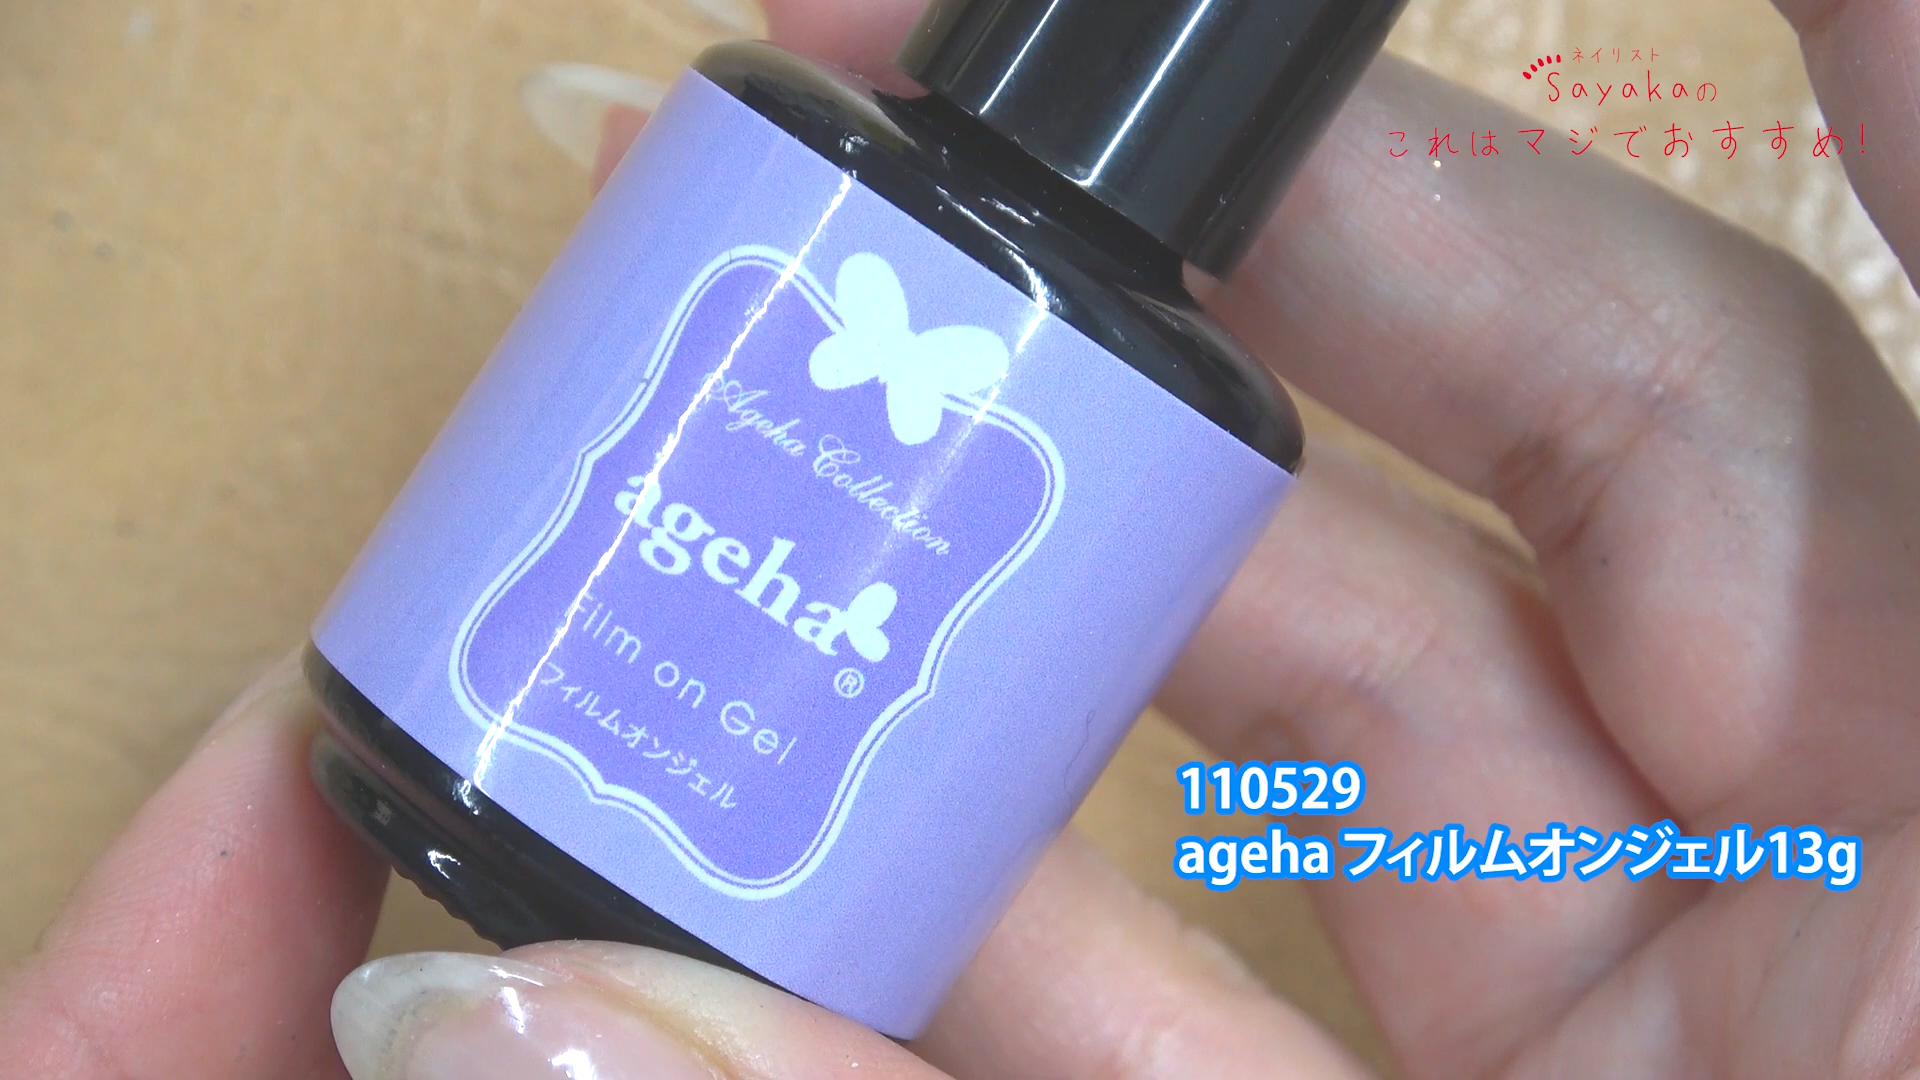 ネイリスト
Sayakaの
これはマジでおすすめ!
Ageha Collection
ageha®
Film on Gel
フィルムオンジェル
110529
ageha フィルムオンジェル13g